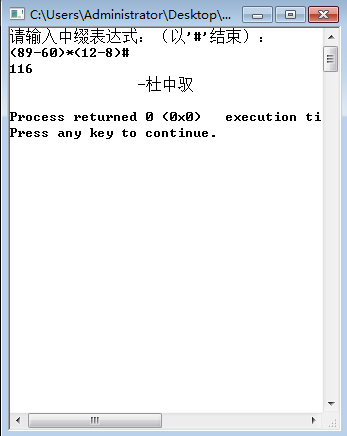 C:\Users\Administrator\Desktop\...
请输入中缀表达式：（以'#'结束）：
(89-60)*(12-8)#
116
-杜中驭
Process returned 0 (0x0)   execution ti
Press any key to continue.